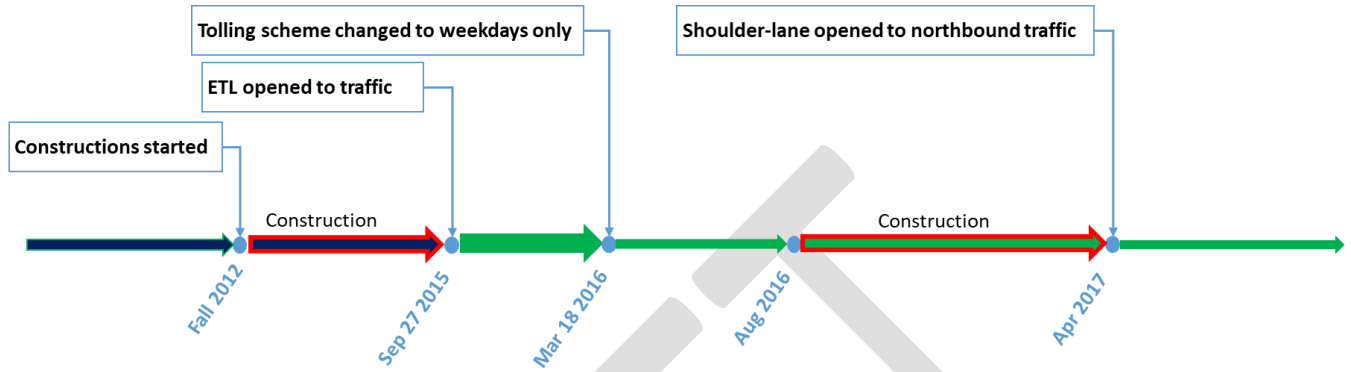 Tolling scheme changed to weekdays only
Shoulder-lane opened to northbound traffic
ETL opened to traffic
Constructions started
Construction
Construction
Fall 2012
Sep 27 2015
Mar 18 2016
Aug 2016
Apr 2017